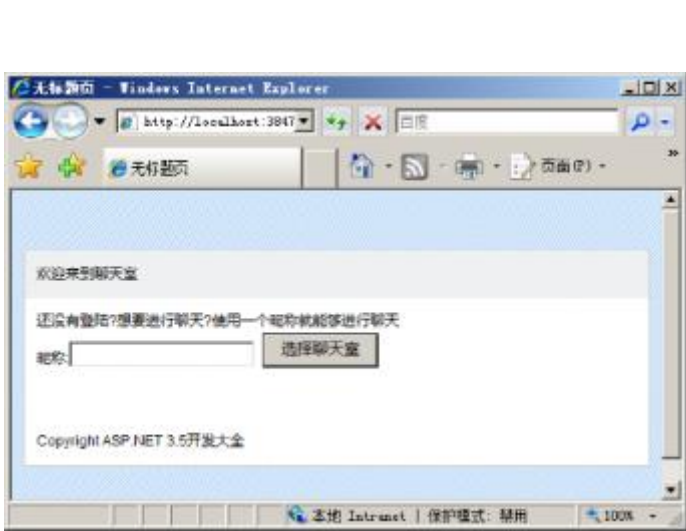 无标题页 - Windows Internet Explorer
http://localhost:3847
百度
无标题页
页面(P)
欢迎来到聊天室
还没有登陆?想要进行聊天?使用一个昵称就能够进行聊天
昵称:
选择聊天室
Copyright ASP.NET 3.5开发大全
本地 Intranet | 保护模式: 禁用
100%